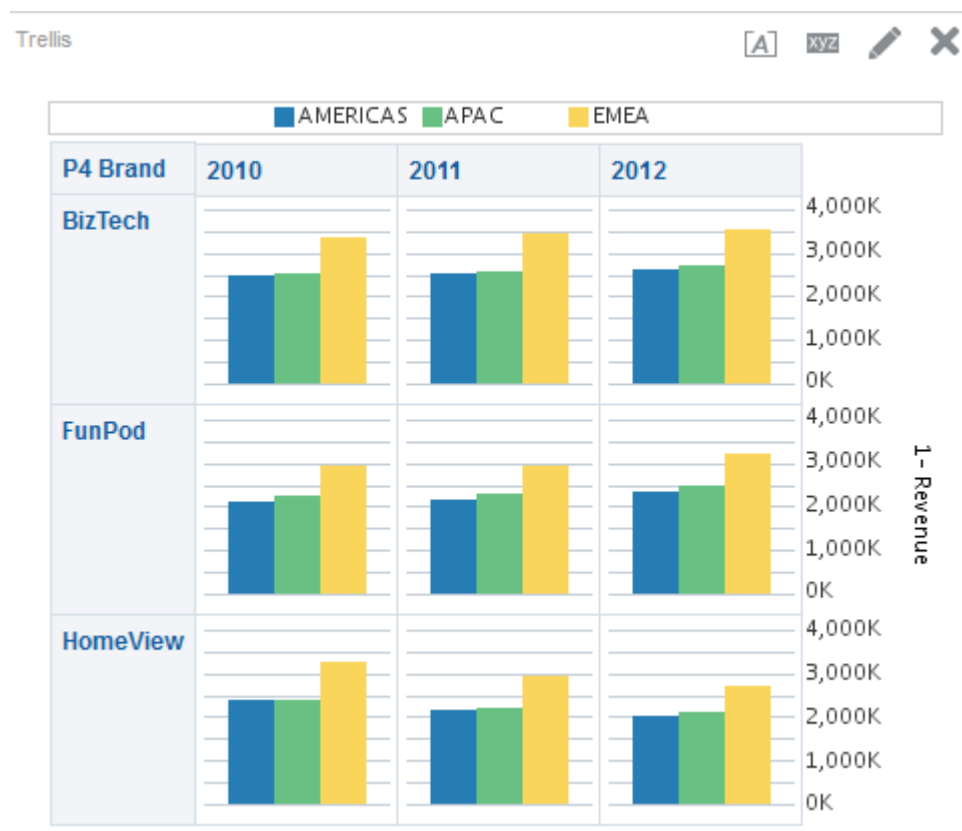 Trellis
[A] xyz
AMERICAS APAC EMEA
P4 Brand 2010 2011 2012
BizTech
4,000K
3,000K
2,000K
1,000K
0K
FunPod
4,000K
3,000K
2,000K
1,000K
0K
1- Revenue
HomeView
4,000K
3,000K
2,000K
1,000K
0K